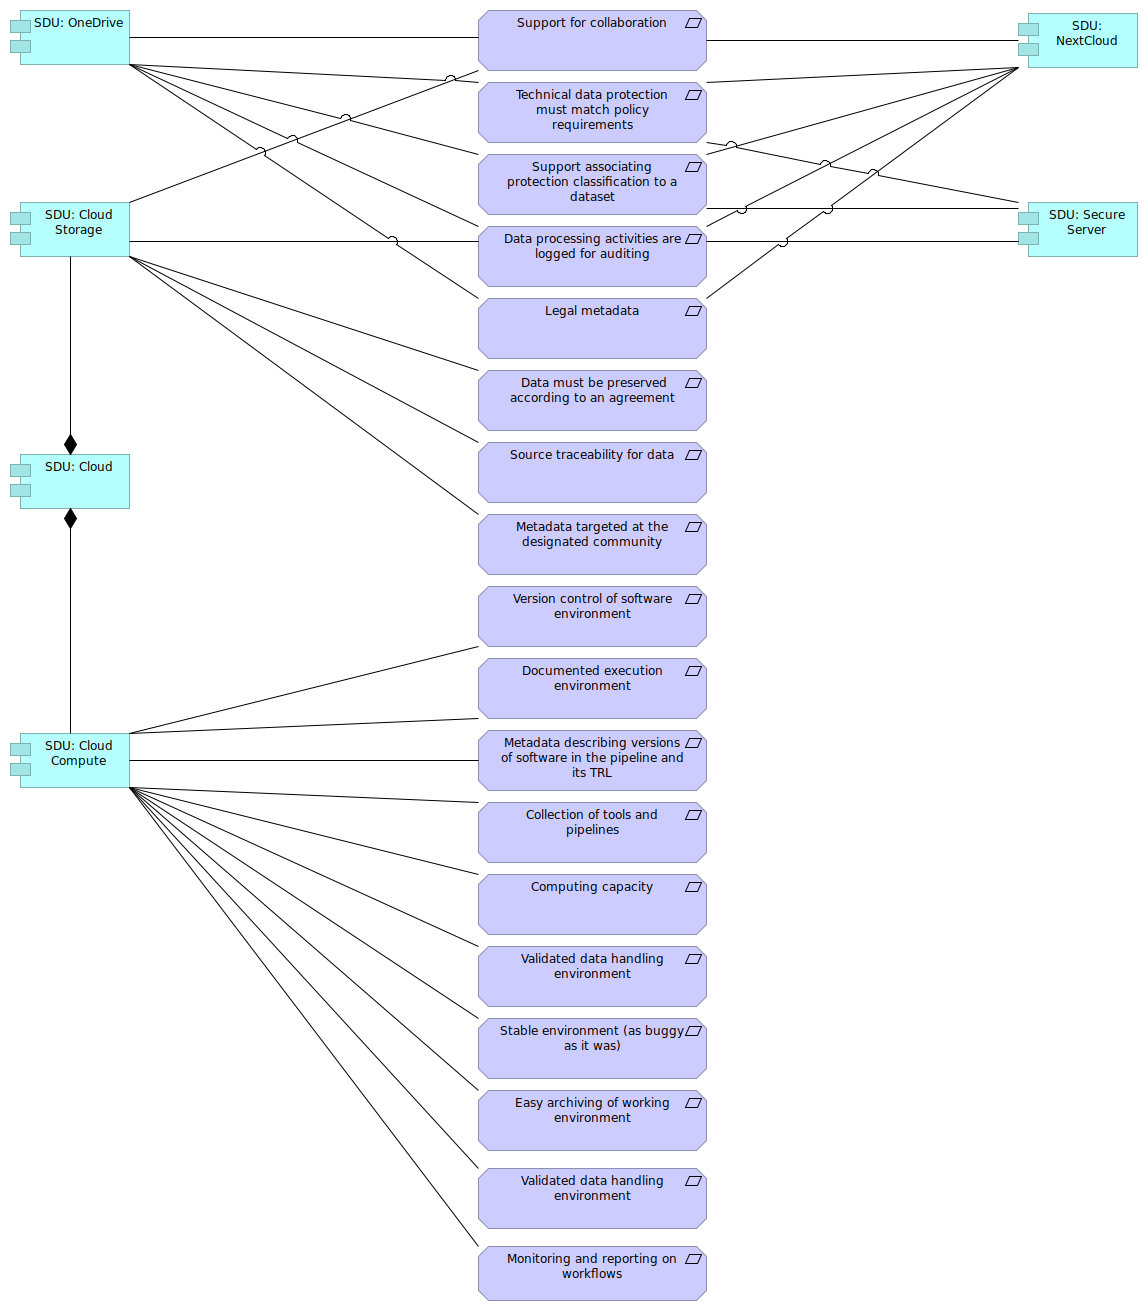 SDU: OneDrive
Support for collaboration
SDU:
NextCloud
Technical data protection
must match policy
requirements
Support associating
protection classification to a
dataset
SDU: Cloud
Storage
SDU: Secure
Server
Data processing activities are
logged for auditing
Legal metadata
Data must be preserved
according to an agreement
Source traceability for data
SDU: Cloud
Metadata targeted at the
designated community
Version control of software
environment
Documented execution
environment
SDU: Cloud
Compute
Metadata describing versions
of software in the pipeline and
its TRL
Collection of tools and
pipelines
Computing capacity
Validated data handling
environment
Stable environment (as buggy
as it was)
Easy archiving of working
environment
Validated data handling
environment
Monitoring and reporting on
workflows